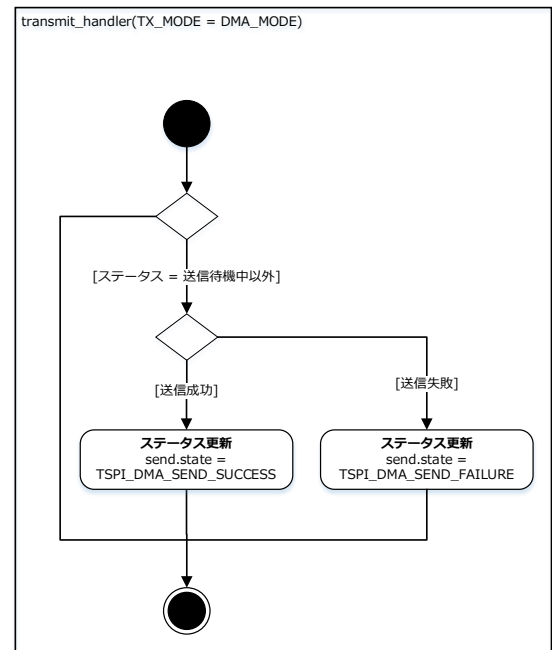 transmit_handler(TX_MODE = DMA_MODE)
[ステータス = 送信待機中以外]
[送信成功]
[送信失敗]
ステータス更新
send.state =
TSPI_DMA_SEND_SUCCESS
ステータス更新
send.state =
TSPI_DMA_SEND_FAILURE